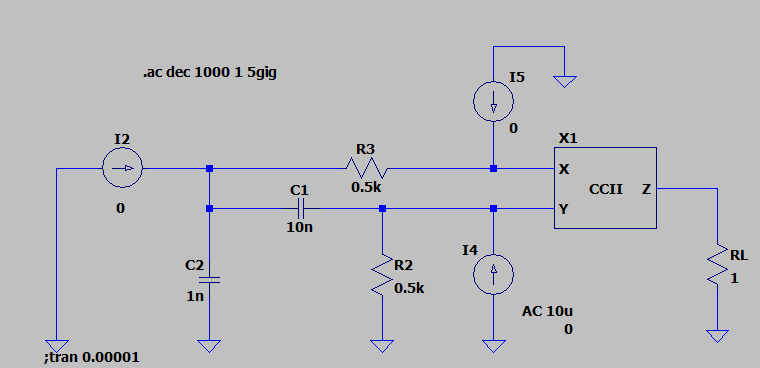 .ac dec 1000 1 5gig
I5
0
I2
0
R3
0.5k
X1
X
CCII
Z
Y
C1
10n
C2
1n
R2
0.5k
I4
AC 10u
0
RL
1
;tran 0.00001